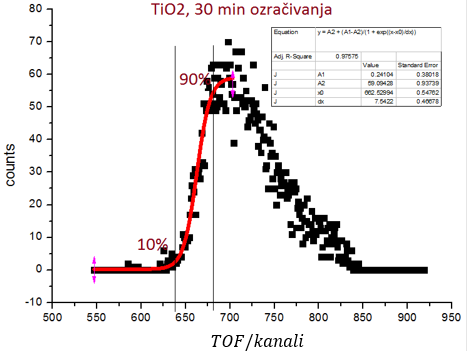 TiO2, 30 min ozračivanja
Equation y = A2 + (A1-A2)/(1 + exp((x-x0)/dx))
Adj. R-Square 0.97575
Value Standard Error
J A1 0.24104 0.38018
J A2 59.09428 0.93739
J x0 662.52994 0.54762
J dx 7.5422 0.46678
90%
10%
counts
80
70
60
50
40
30
20
10
0
-10
500 550 600 650 700 750 800 850 900 950
TOF/kanali